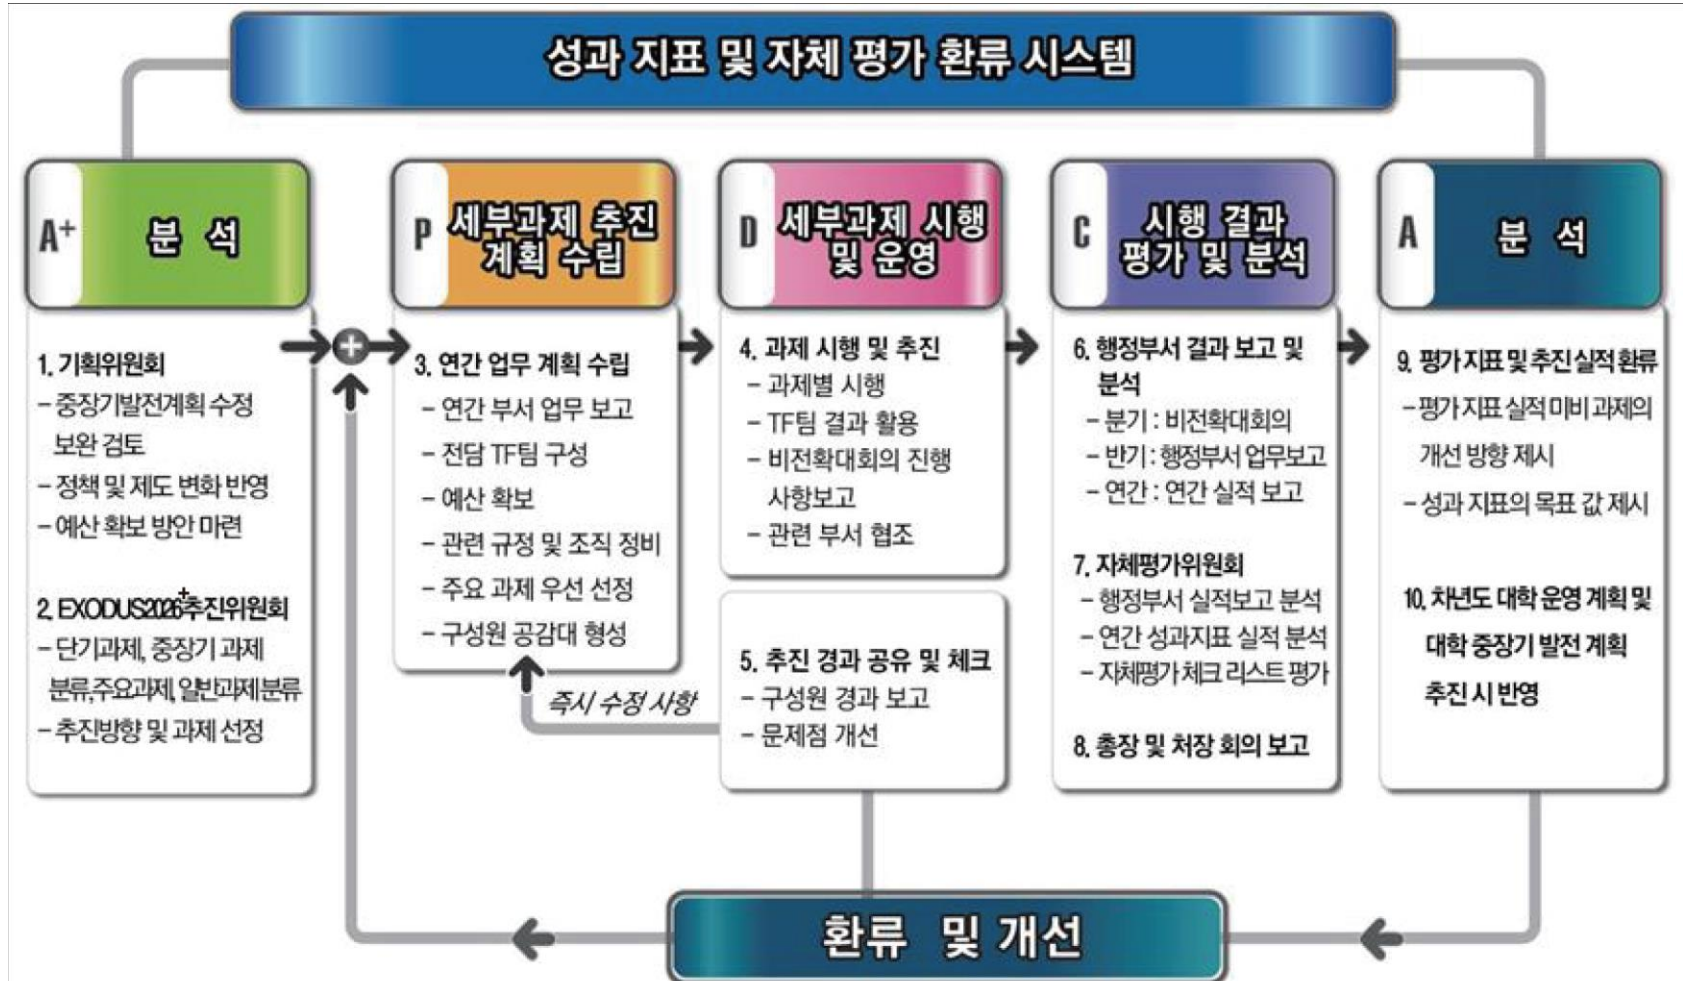 성과 지표 및 자체 평가 환류 시스템
A+
분 석
1. 기획위원회
- 중장기발전계획 수정
보완 검토
- 정책 및 제도 변화 반영
- 예산 확보 방안 마련
2. EXODUS2026+추진위원회
- 단기과제, 중장기 과제
분류,주요과제, 일반과제 분류
- 추진방향 및 과제 선정
P
세부과제 추진
계획 수립
3. 연간 업무 계획 수립
- 연간 부서 업무 보고
- 전담 TF팀 구성
- 예산 확보
- 관련 규정 및 조직 정비
- 주요 과제 우선 선정
- 구성원 공감대 형성
즉시 수정 사항
D
세부과제 시행
및 운영
4. 과제 시행 및 추진
- 과제별 시행
- TF팀 결과 활용
- 비전확대회의 진행
사항보고
- 관련 부서 협조
5. 추진 경과 공유 및 체크
- 구성원 경과 보고
- 문제점 개선
C
시행 결과
평가 및 분석
6. 행정부서 결과 보고 및
분석
- 분기 : 비전확대회의
- 반기 : 행정부서 업무보고
- 연간 : 연간 실적 보고
7. 자체평가위원회
- 행정부서 실적보고 분석
- 연간 성과지표 실적 분석
- 자체평가 체크 리스트 평가
8. 총장 및 처장 회의 보고
A
분 석
9. 평가 지표 및 추진 실적 환류
- 평가 지표 실적 미비 과제의
개선 방향 제시
- 성과 지표의 목표 값 제시
10. 차년도 대학 운영 계획 및
대학 중장기 발전 계획
추진 시 반영
환류 및 개선